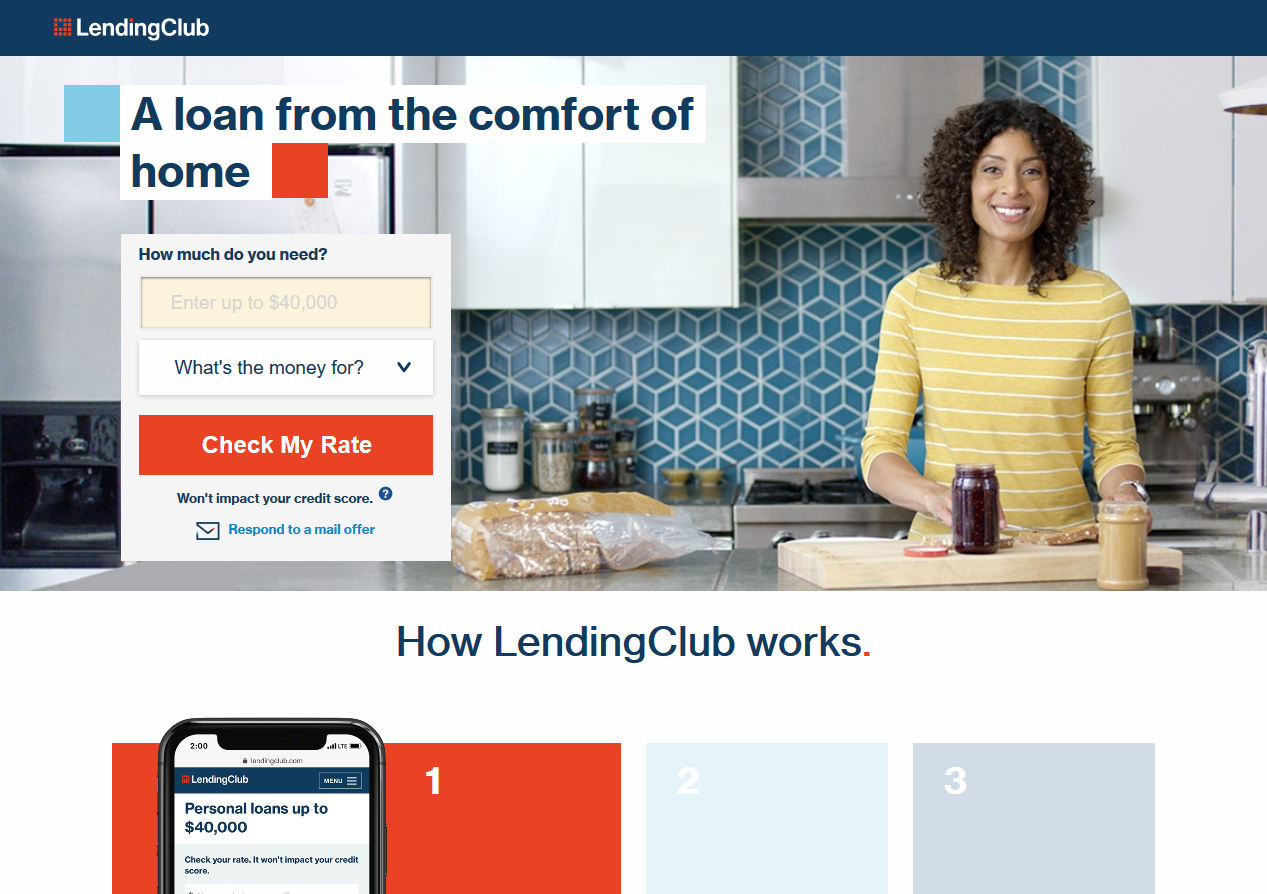 LendingClub
A loan from the comfort of
home
How much do you need?
Enter up to $40,000
What's the money for?
Check My Rate
Won't impact your credit score. ?
Respond to a mail offer
How LendingClub works.
2:00 LTE
lendingclub.com
LendingClub MENU
Personal loans up to
$40,000
Check your rate. It won't impact your credit
score.
1
2
3